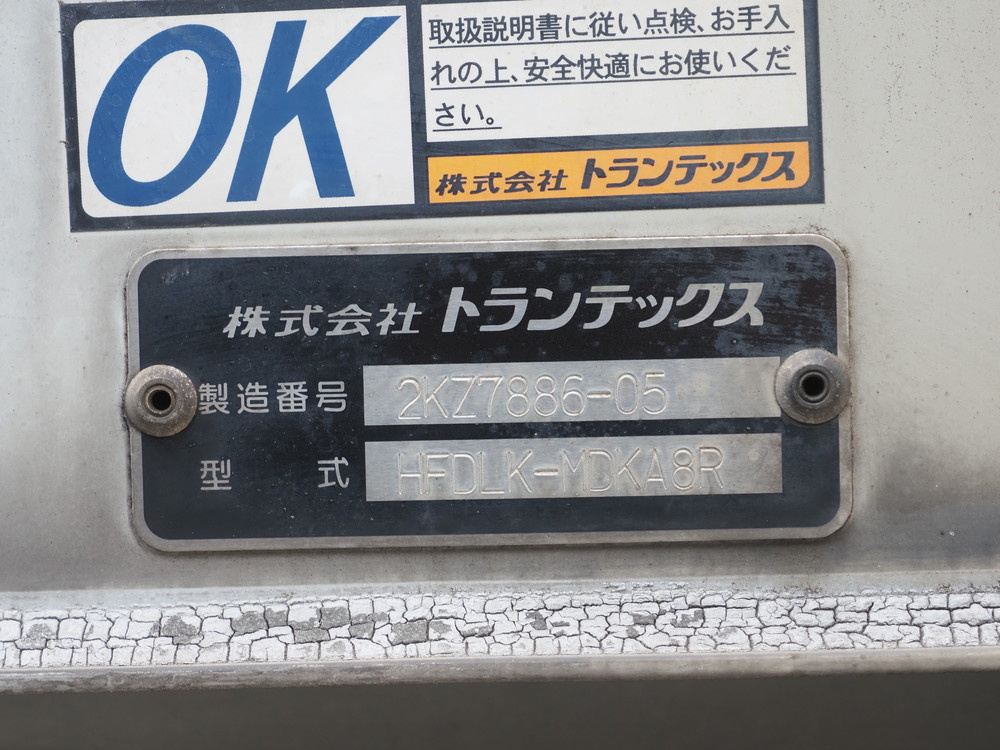 OK
取扱説明書に従い点検、お手入
れの上、安全快適にお使いくだ
さい。
株式会社 トランテックス
株式会社 トランテックス
製造番号 2KZ7886-05
型式 HFDLK-MDKA8R